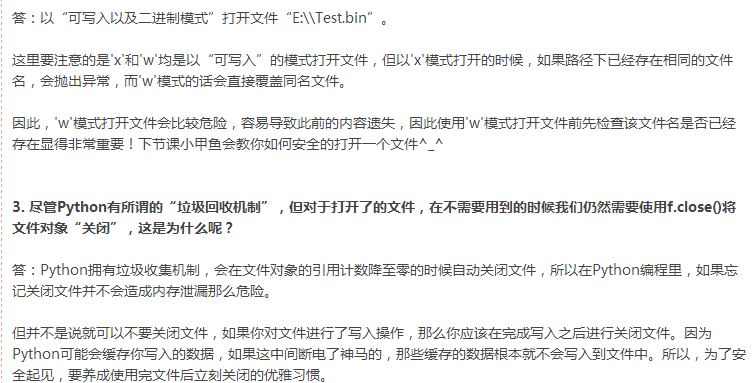 答：以“可写入以及二进制模式”打开文件“E:\\Test.bin”。
这里要注意的是'x'和'w'均是以“可写入”的模式打开文件，但以'x'模式打开的时候，如果路径下已经存在相同的文件
名，会抛出异常，而'w'模式的话会直接覆盖同名文件。
因此，'w'模式打开文件会比较危险，容易导致此前的内容遗失，因此使用'w'模式打开文件前先检查该文件名是否已经
存在显得非常重要！下节课小甲鱼会教你如何安全的打开一个文件^_^
3. 尽管Python有所谓的“垃圾回收机制”，但对于打开了的文件，在不需要用到的时候我们仍然需要使用f.close()将
文件对象“关闭”，这是为什么呢？
答：Python拥有垃圾收集机制，会在文件对象的引用计数降至零的时候自动关闭文件，所以在Python编程里，如果忘
记关闭文件并不会造成内存泄漏那么危险。
但并不是说就可以不要关闭文件，如果你对文件进行了写入操作，那么你应该在完成写入之后进行关闭文件。因为
Python可能会缓存你写入的数据，如果这中间断电了神马的，那些缓存的数据根本就不会写入到文件中。所以，为了安
全起见，要养成使用完文件后立刻关闭的优雅习惯。